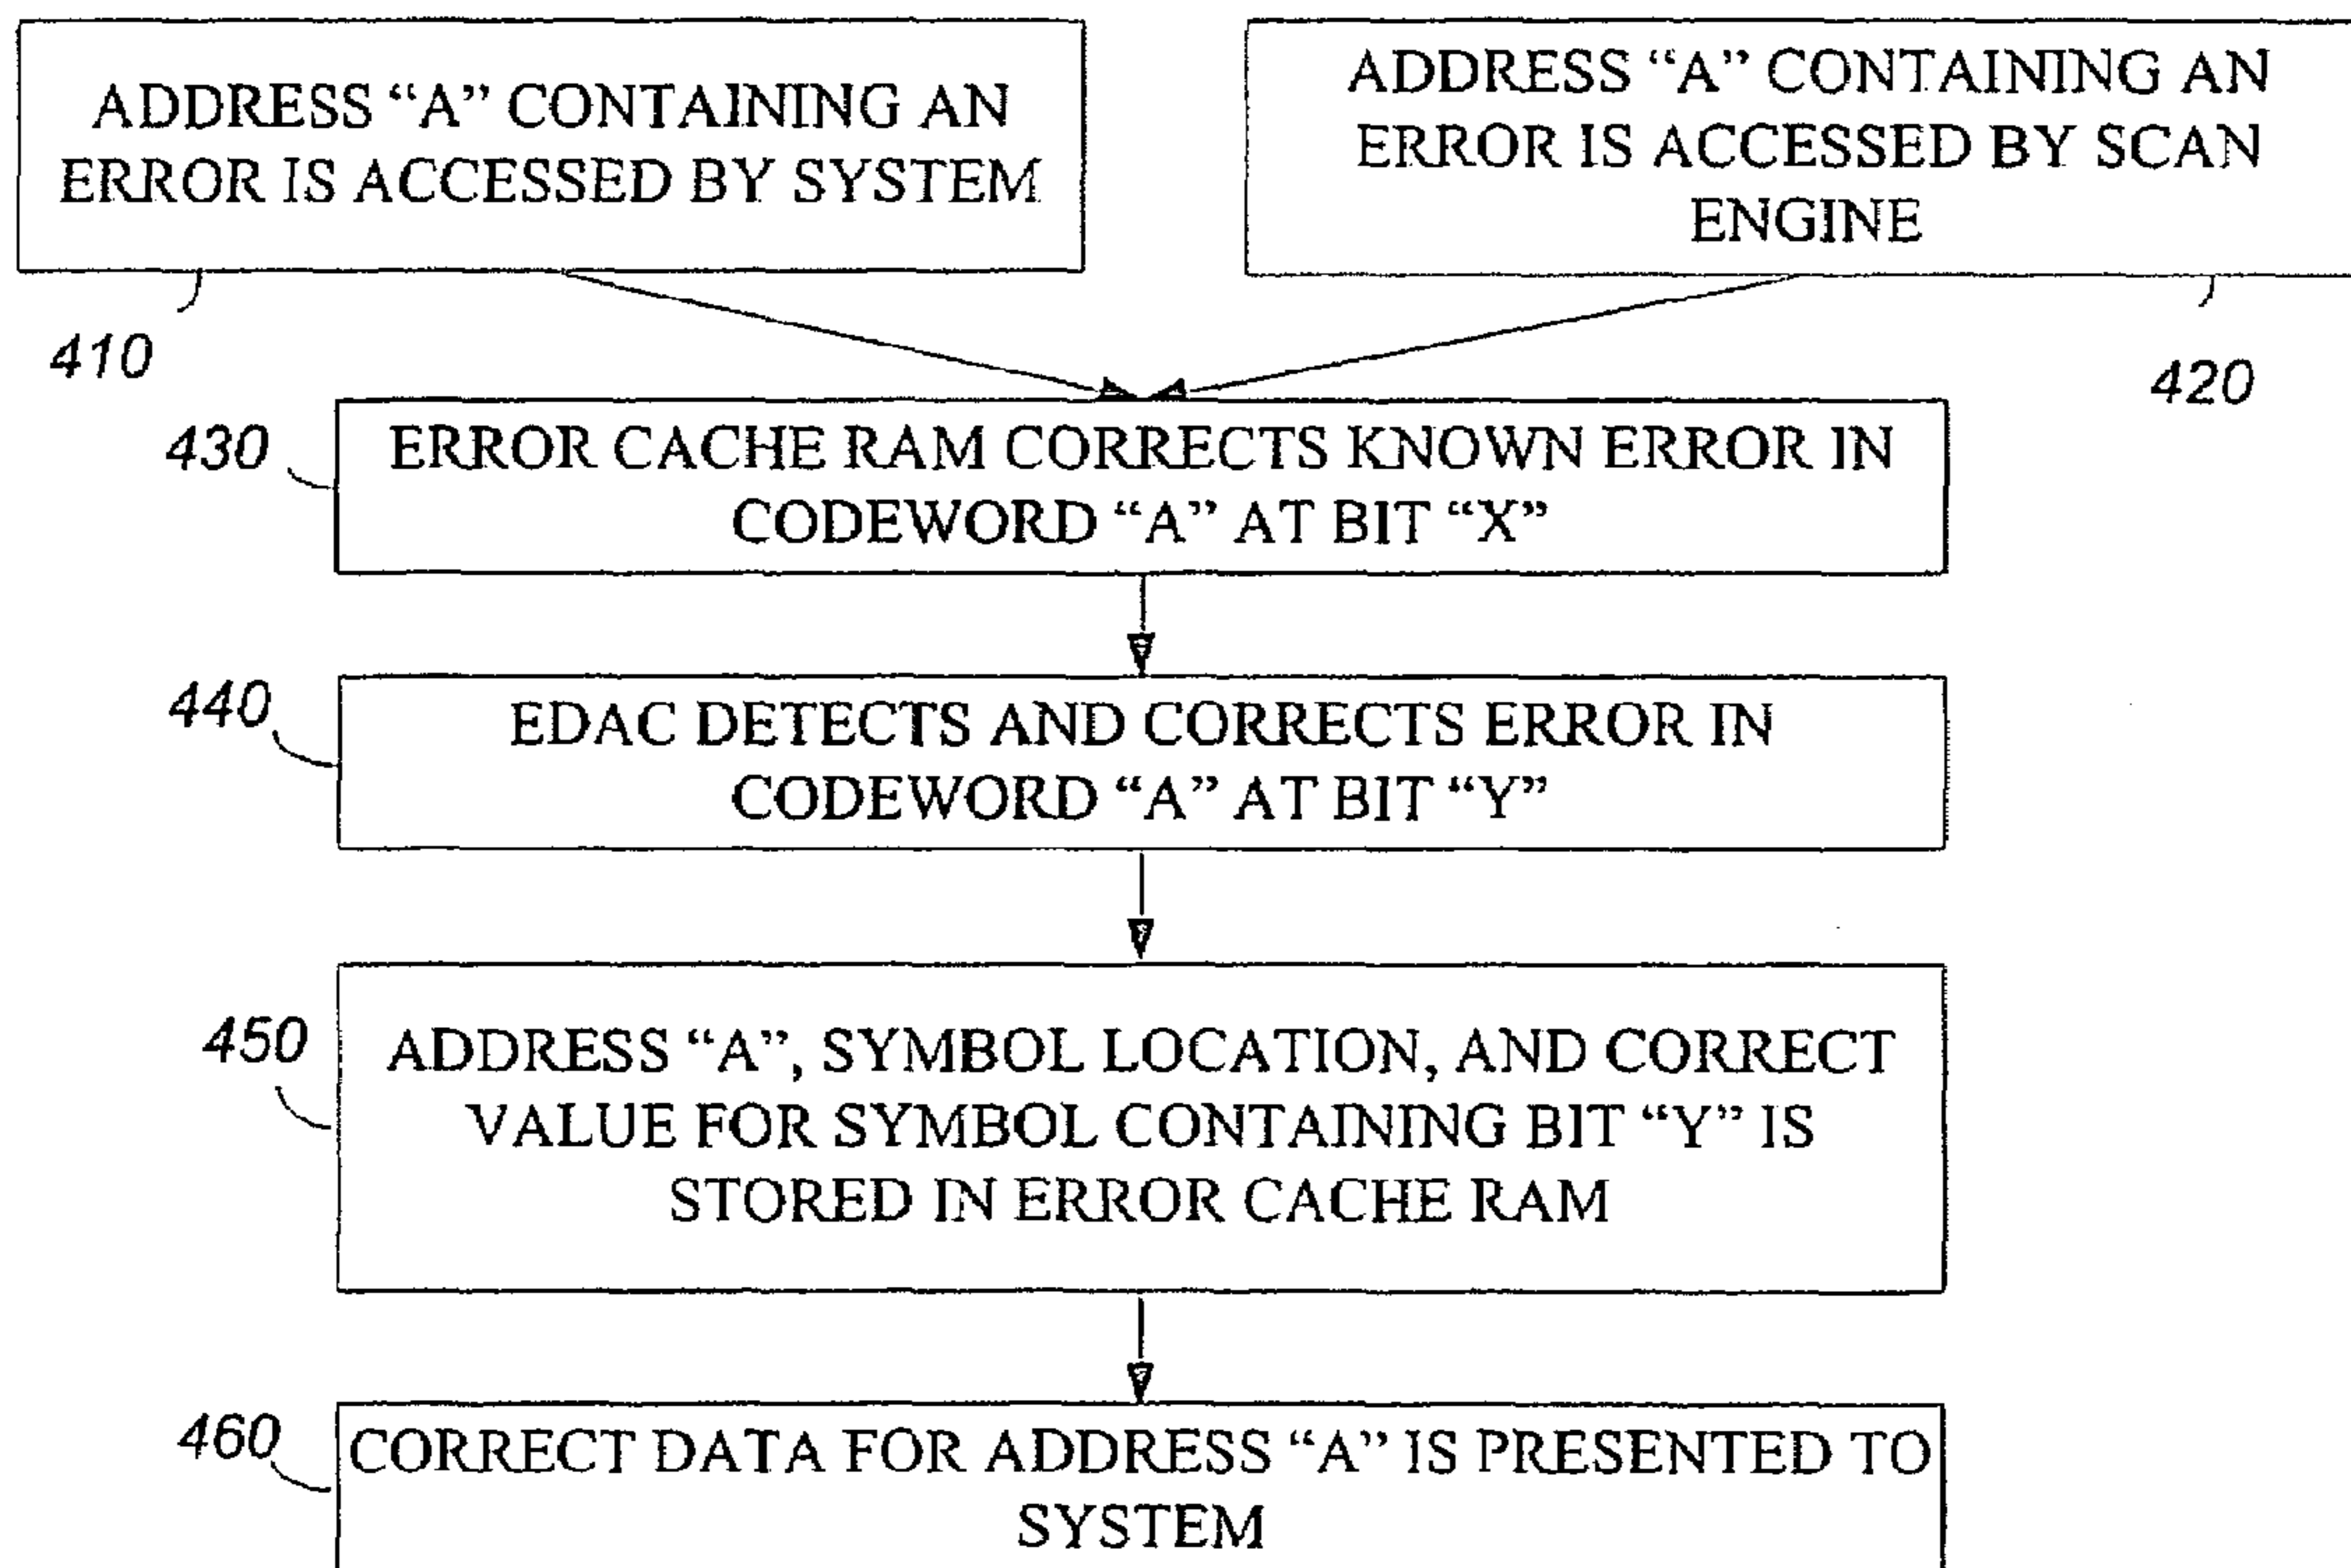 ADDRESS “A” CONTAINING AN
ERROR IS ACCESSED BY SYSTEM
ADDRESS “A” CONTAINING AN
ERROR IS ACCESSED BY SCAN
ENGINE
410
420
430
ERROR CACHE RAM CORRECTS KNOWN ERROR IN
CODEWORD “A” AT BIT “X”
440
EDAC DETECTS AND CORRECTS ERROR IN
CODEWORD “A” AT BIT “Y”
450
ADDRESS “A”, SYMBOL LOCATION, AND CORRECT
VALUE FOR SYMBOL CONTAINING BIT “Y” IS
STORED IN ERROR CACHE RAM
460
CORRECT DATA FOR ADDRESS “A” IS PRESENTED TO
SYSTEM